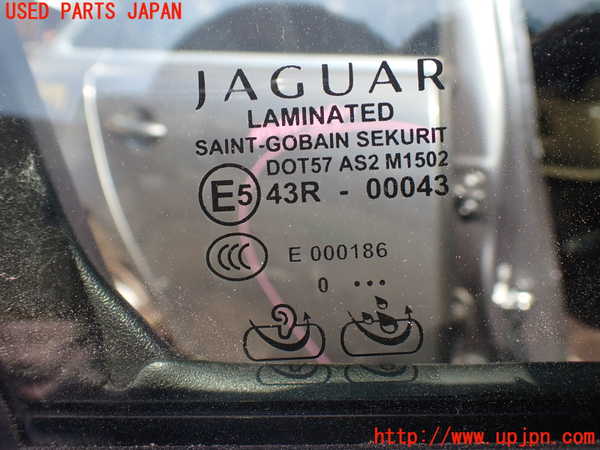 USED PARTS JAPAN
JAGUAR
LAMINATED
SAINT-GOBAIN SEKURIT
DOT57 AS2 M1502
E5 43R - 00043
CCC E 000186
0 ...
http://www.upjpn.com/